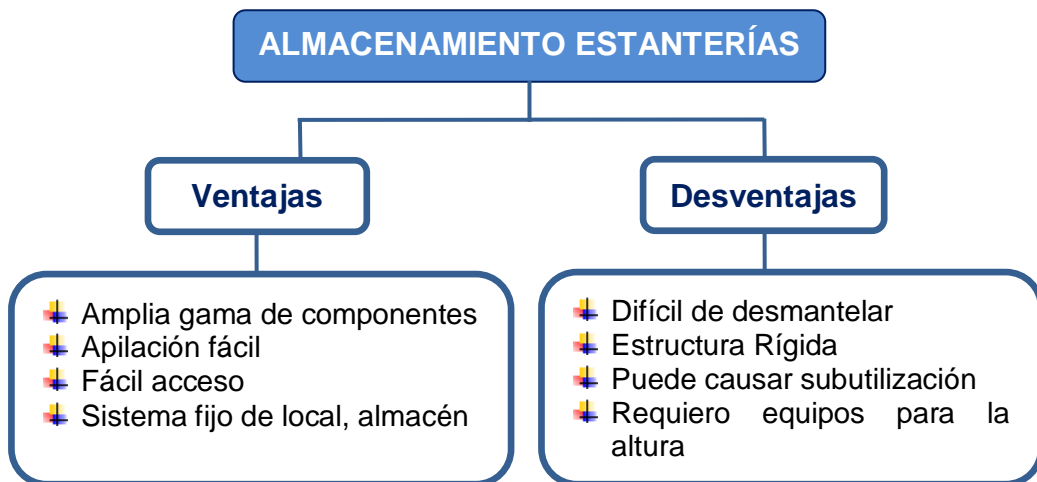 ALMACENAMIENTO ESTANTERÍAS
Ventajas
Desventajas
Amplia gama de componentes
Apilación fácil
Fácil acceso
Sistema fijo de local, almacén
Difícil de desmantelar
Estructura Rígida
Puede causar subutilización
Requiero equipos para la
altura